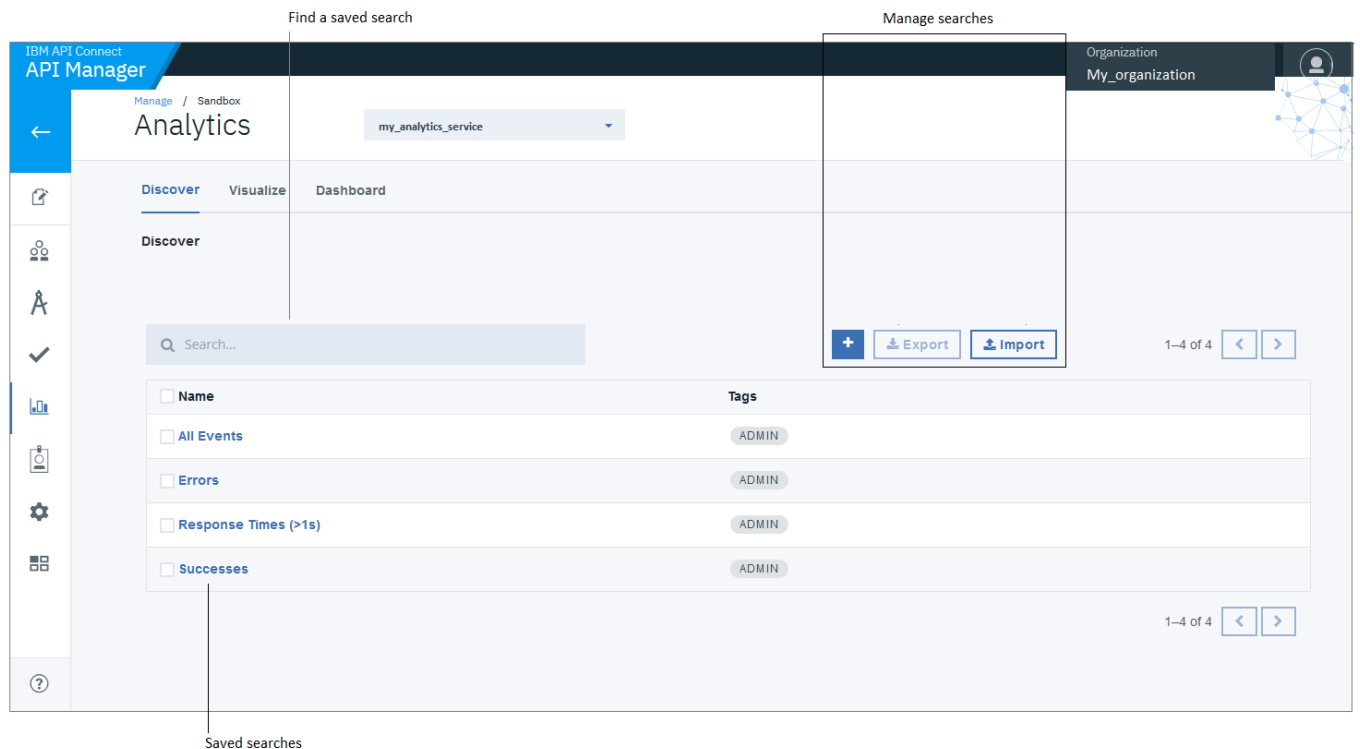 Find a saved search
Manage searches
IBM API Connect
API Manager
Organization
My_organization
Manage / Sandbox
Analytics
my_analytics_service
Discover Visualize Dashboard
Discover
Search...
+ Export Import
1–4 of 4 < >
Name Tags
All Events ADMIN
Errors ADMIN
Response Times (>1s) ADMIN
Successes ADMIN
1–4 of 4 < >
?
Saved searches